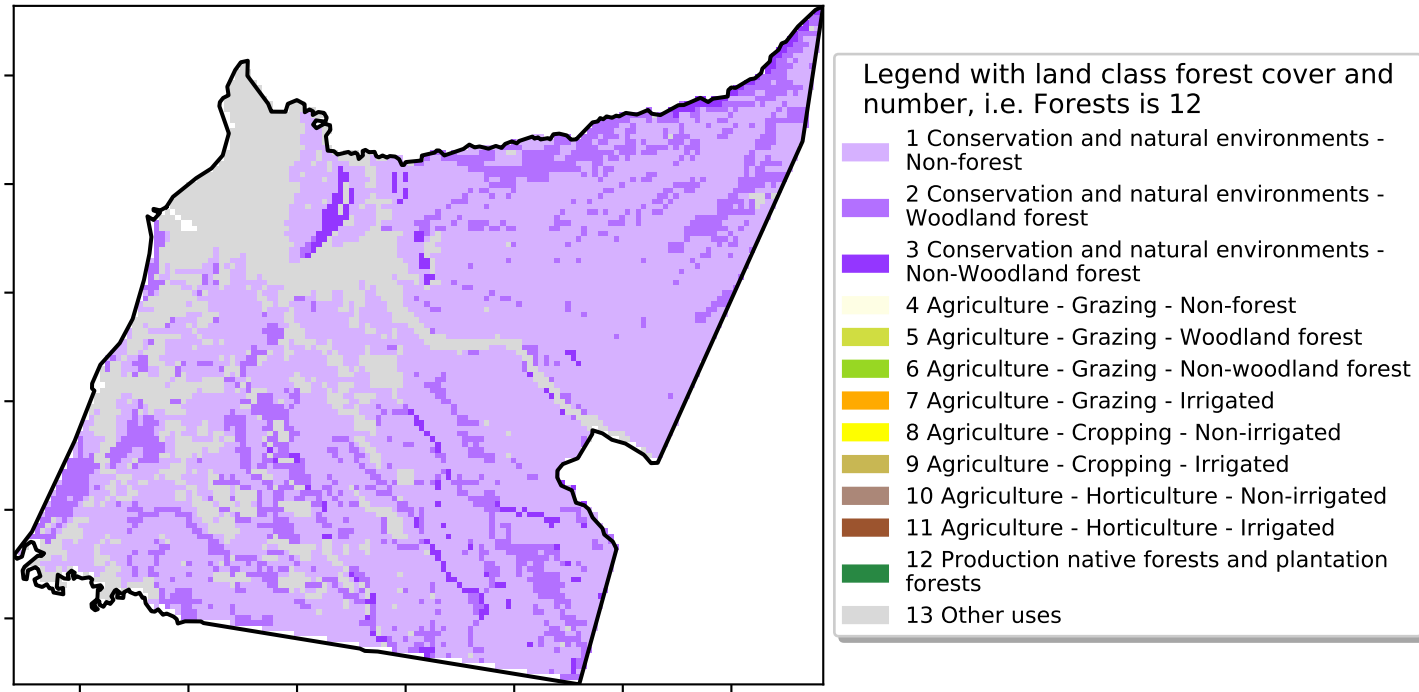 Legend with land class forest cover and
number, i.e. Forests is 12
1 Conservation and natural environments -
Non-forest
2 Conservation and natural environments -
Woodland forest
3 Conservation and natural environments -
Non-Woodland forest
4 Agriculture - Grazing - Non-forest
5 Agriculture - Grazing - Woodland forest
6 Agriculture - Grazing - Non-woodland forest
7 Agriculture - Grazing - Irrigated
8 Agriculture - Cropping - Non-irrigated
9 Agriculture - Cropping - Irrigated
10 Agriculture - Horticulture - Non-irrigated
11 Agriculture - Horticulture - Irrigated
12 Production native forests and plantation
forests
13 Other uses